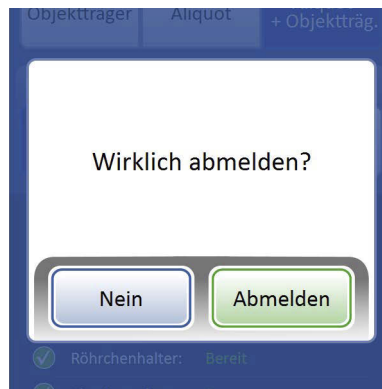 Objektträger
Aliquot
+ Objektträg.
Wirklich abmelden?
Nein
Abmelden
Röhrchenhalter: Bereit